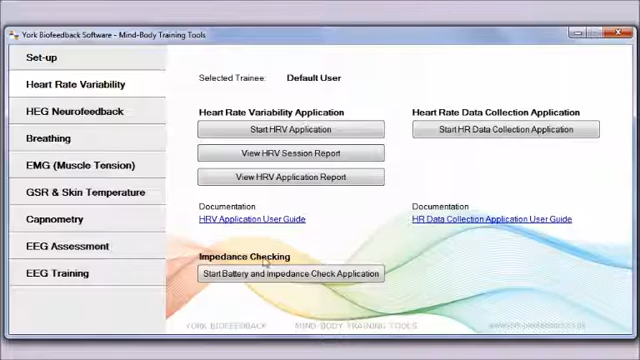 York Biofeedback Software - Mind-Body Training Tools
Set-up
Heart Rate Variability
HEG Neurofeedback
Breathing
EMG (Muscle Tension)
GSR & Skin Temperature
Capnometry
EEG Assessment
EEG Training
Selected Trainee: Default User
Heart Rate Variability Application
Start HRV Application
View HRV Session Report
View HRV Application Report
Documentation
HRV Application User Guide
Heart Rate Data Collection Application
Start HR Data Collection Application
Documentation
HR Data Collection Application User Guide
Impedance Checking
Start Battery and Impedance Check Application
YORK BIOFEEDBACK MIND-BODY TRAINING TOOLS